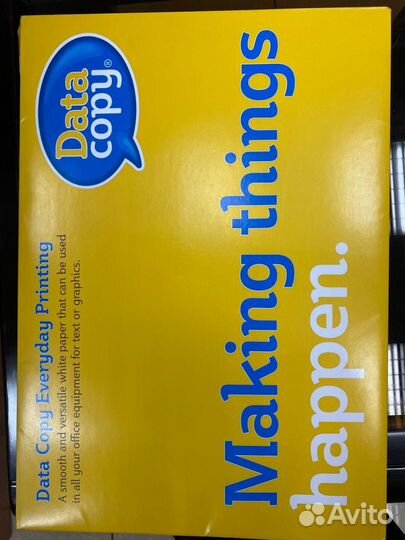 Data
copy®
Data Copy Everyday Printing
A smooth and versatile white paper that can be used
in all your office equipment for text or graphics.
Making things
happen.
Avito